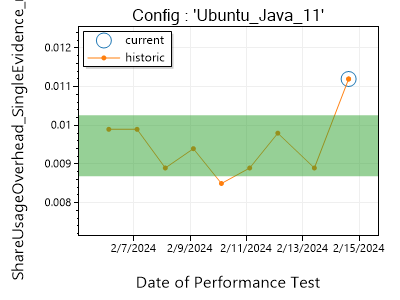 Config : 'Ubuntu_Java_11'
current
historic
0.012
0.011
0.01
0.009
0.008
ShareUsageOverhead_SingleEvidence_
2/7/2024
2/9/2024
2/11/2024
2/13/2024
2/15/2024
Date of Performance Test